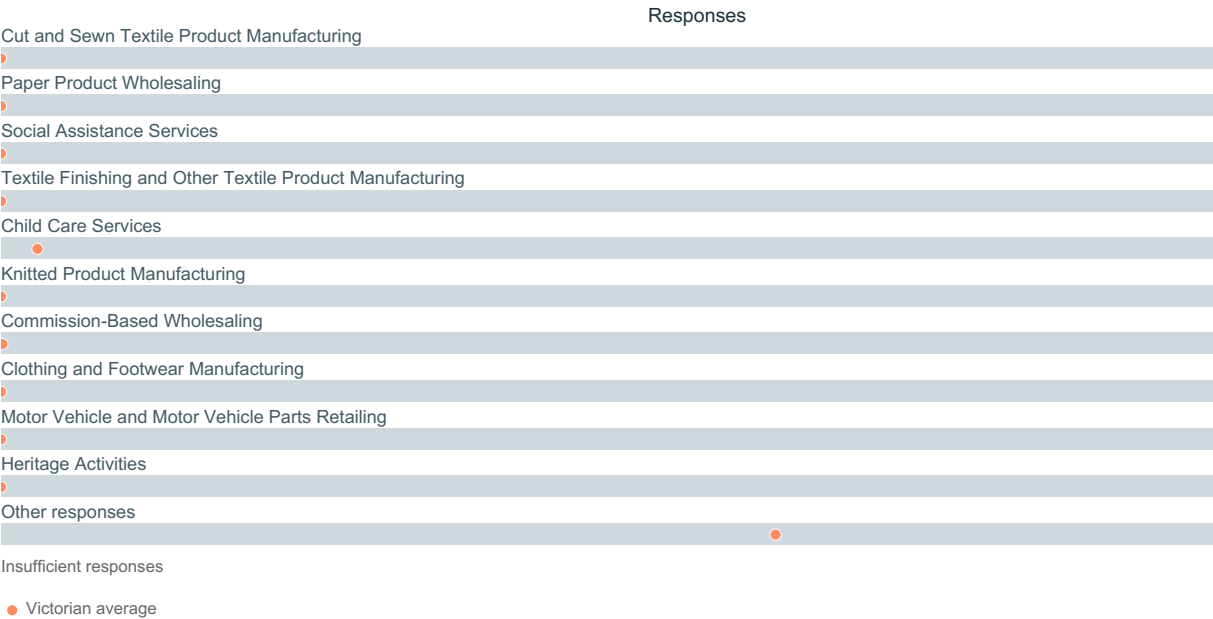 Responses
Cut and Sewn Textile Product Manufacturing
Paper Product Wholesaling
Social Assistance Services
Textile Finishing and Other Textile Product Manufacturing
Child Care Services
Knitted Product Manufacturing
Commission-Based Wholesaling
Clothing and Footwear Manufacturing
Motor Vehicle and Motor Vehicle Parts Retailing
Heritage Activities
Other responses
Insufficient responses
Victorian average